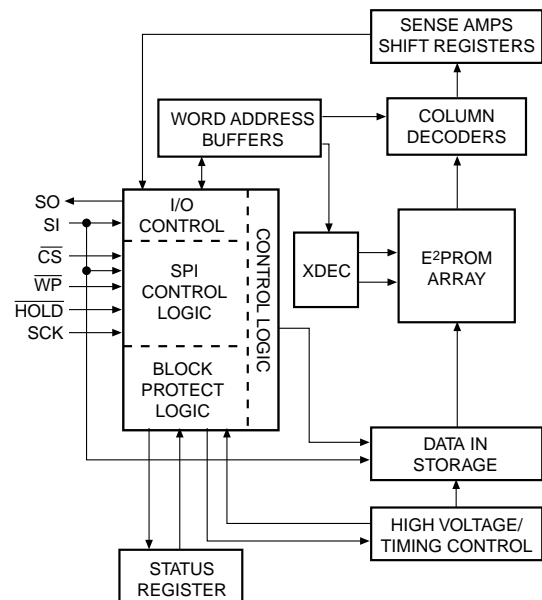 SENSE AMPS
SHIFT REGISTERS
WORD ADDRESS
BUFFERS
COLUMN
DECODERS
SO
SI
CS
WP
HOLD
SCK
I/O
CONTROL
SPI
CONTROL
LOGIC
BLOCK
PROTECT
LOGIC
CONTROL LOGIC
XDEC
E²PROM
ARRAY
DATA IN
STORAGE
HIGH VOLTAGE/
TIMING CONTROL
STATUS
REGISTER